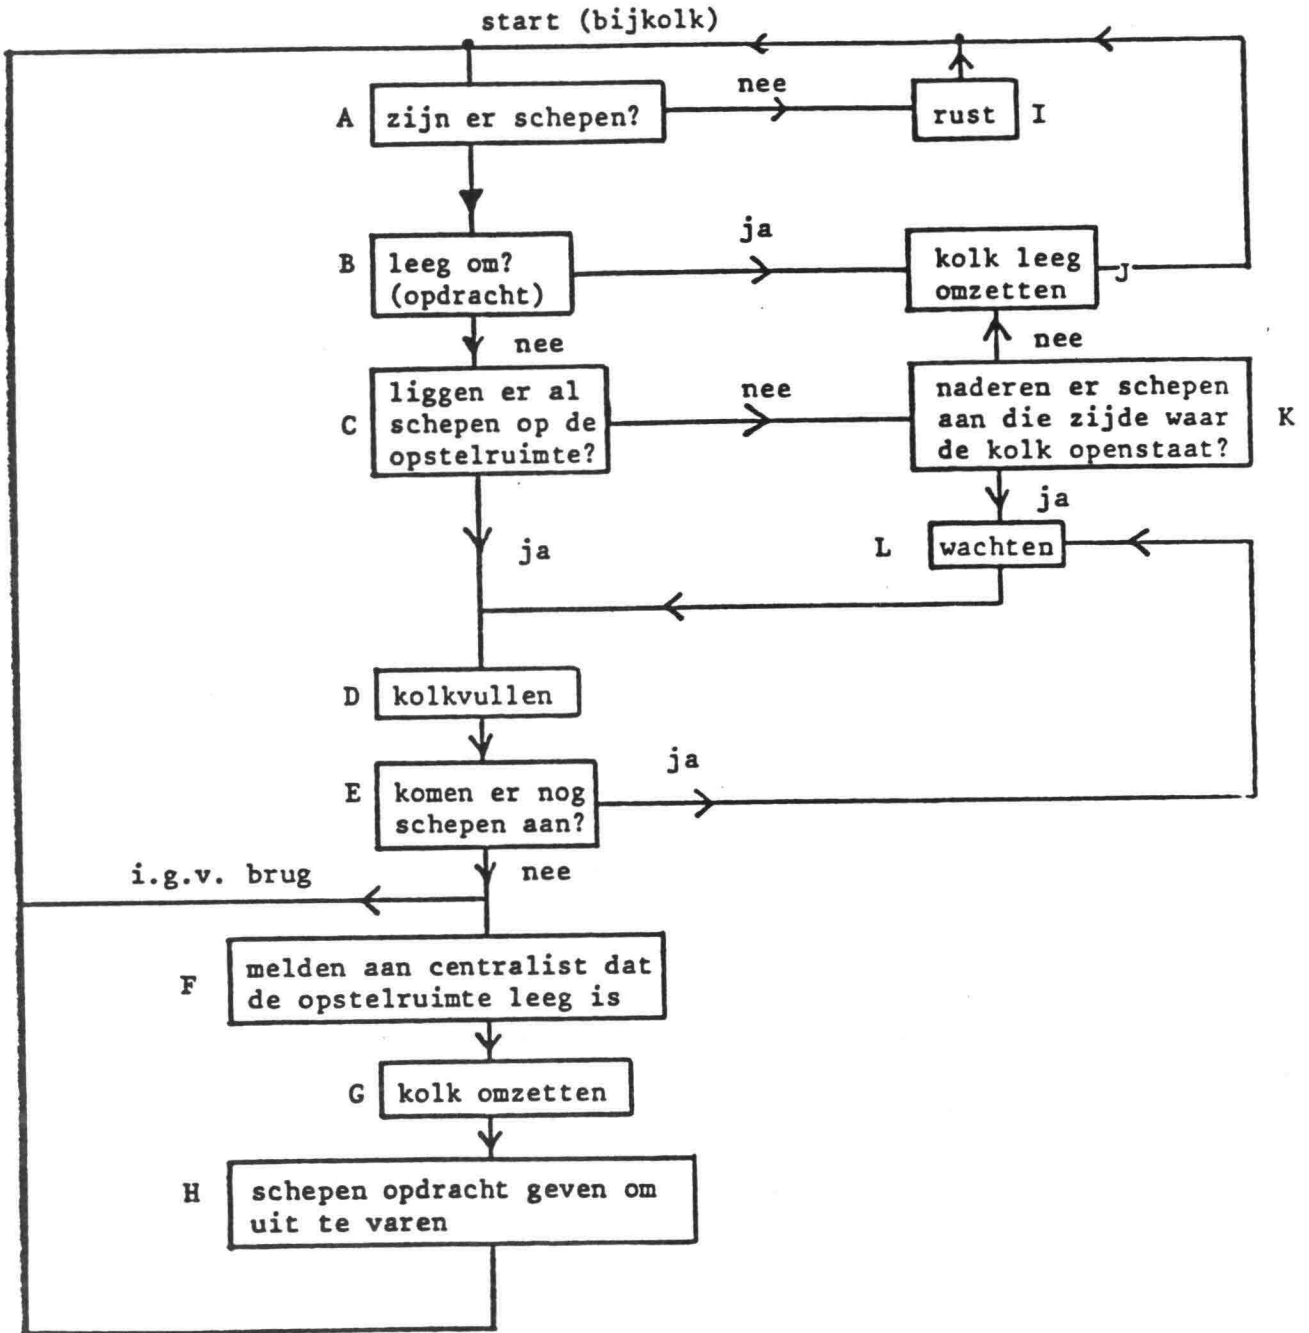 start (bijkolk)
nee
A
zijn er schepen?
rust
I
ja
B
leeg om?
(opdracht)
kolk leeg
omzetten
J
nee
nee
C
liggen er al
schepen op de
opstelruimte?
nee
naderen er schepen
aan die zijde waar
de kolk openstaat?
K
ja
ja
L
wachten
D
kolkvullen
ja
E
komen er nog
schepen aan?
nee
i.g.v. brug
F
melden aan centralist dat
de opstelruimte leeg is
G
kolk omzetten
H
schepen opdracht geven om
uit te varen